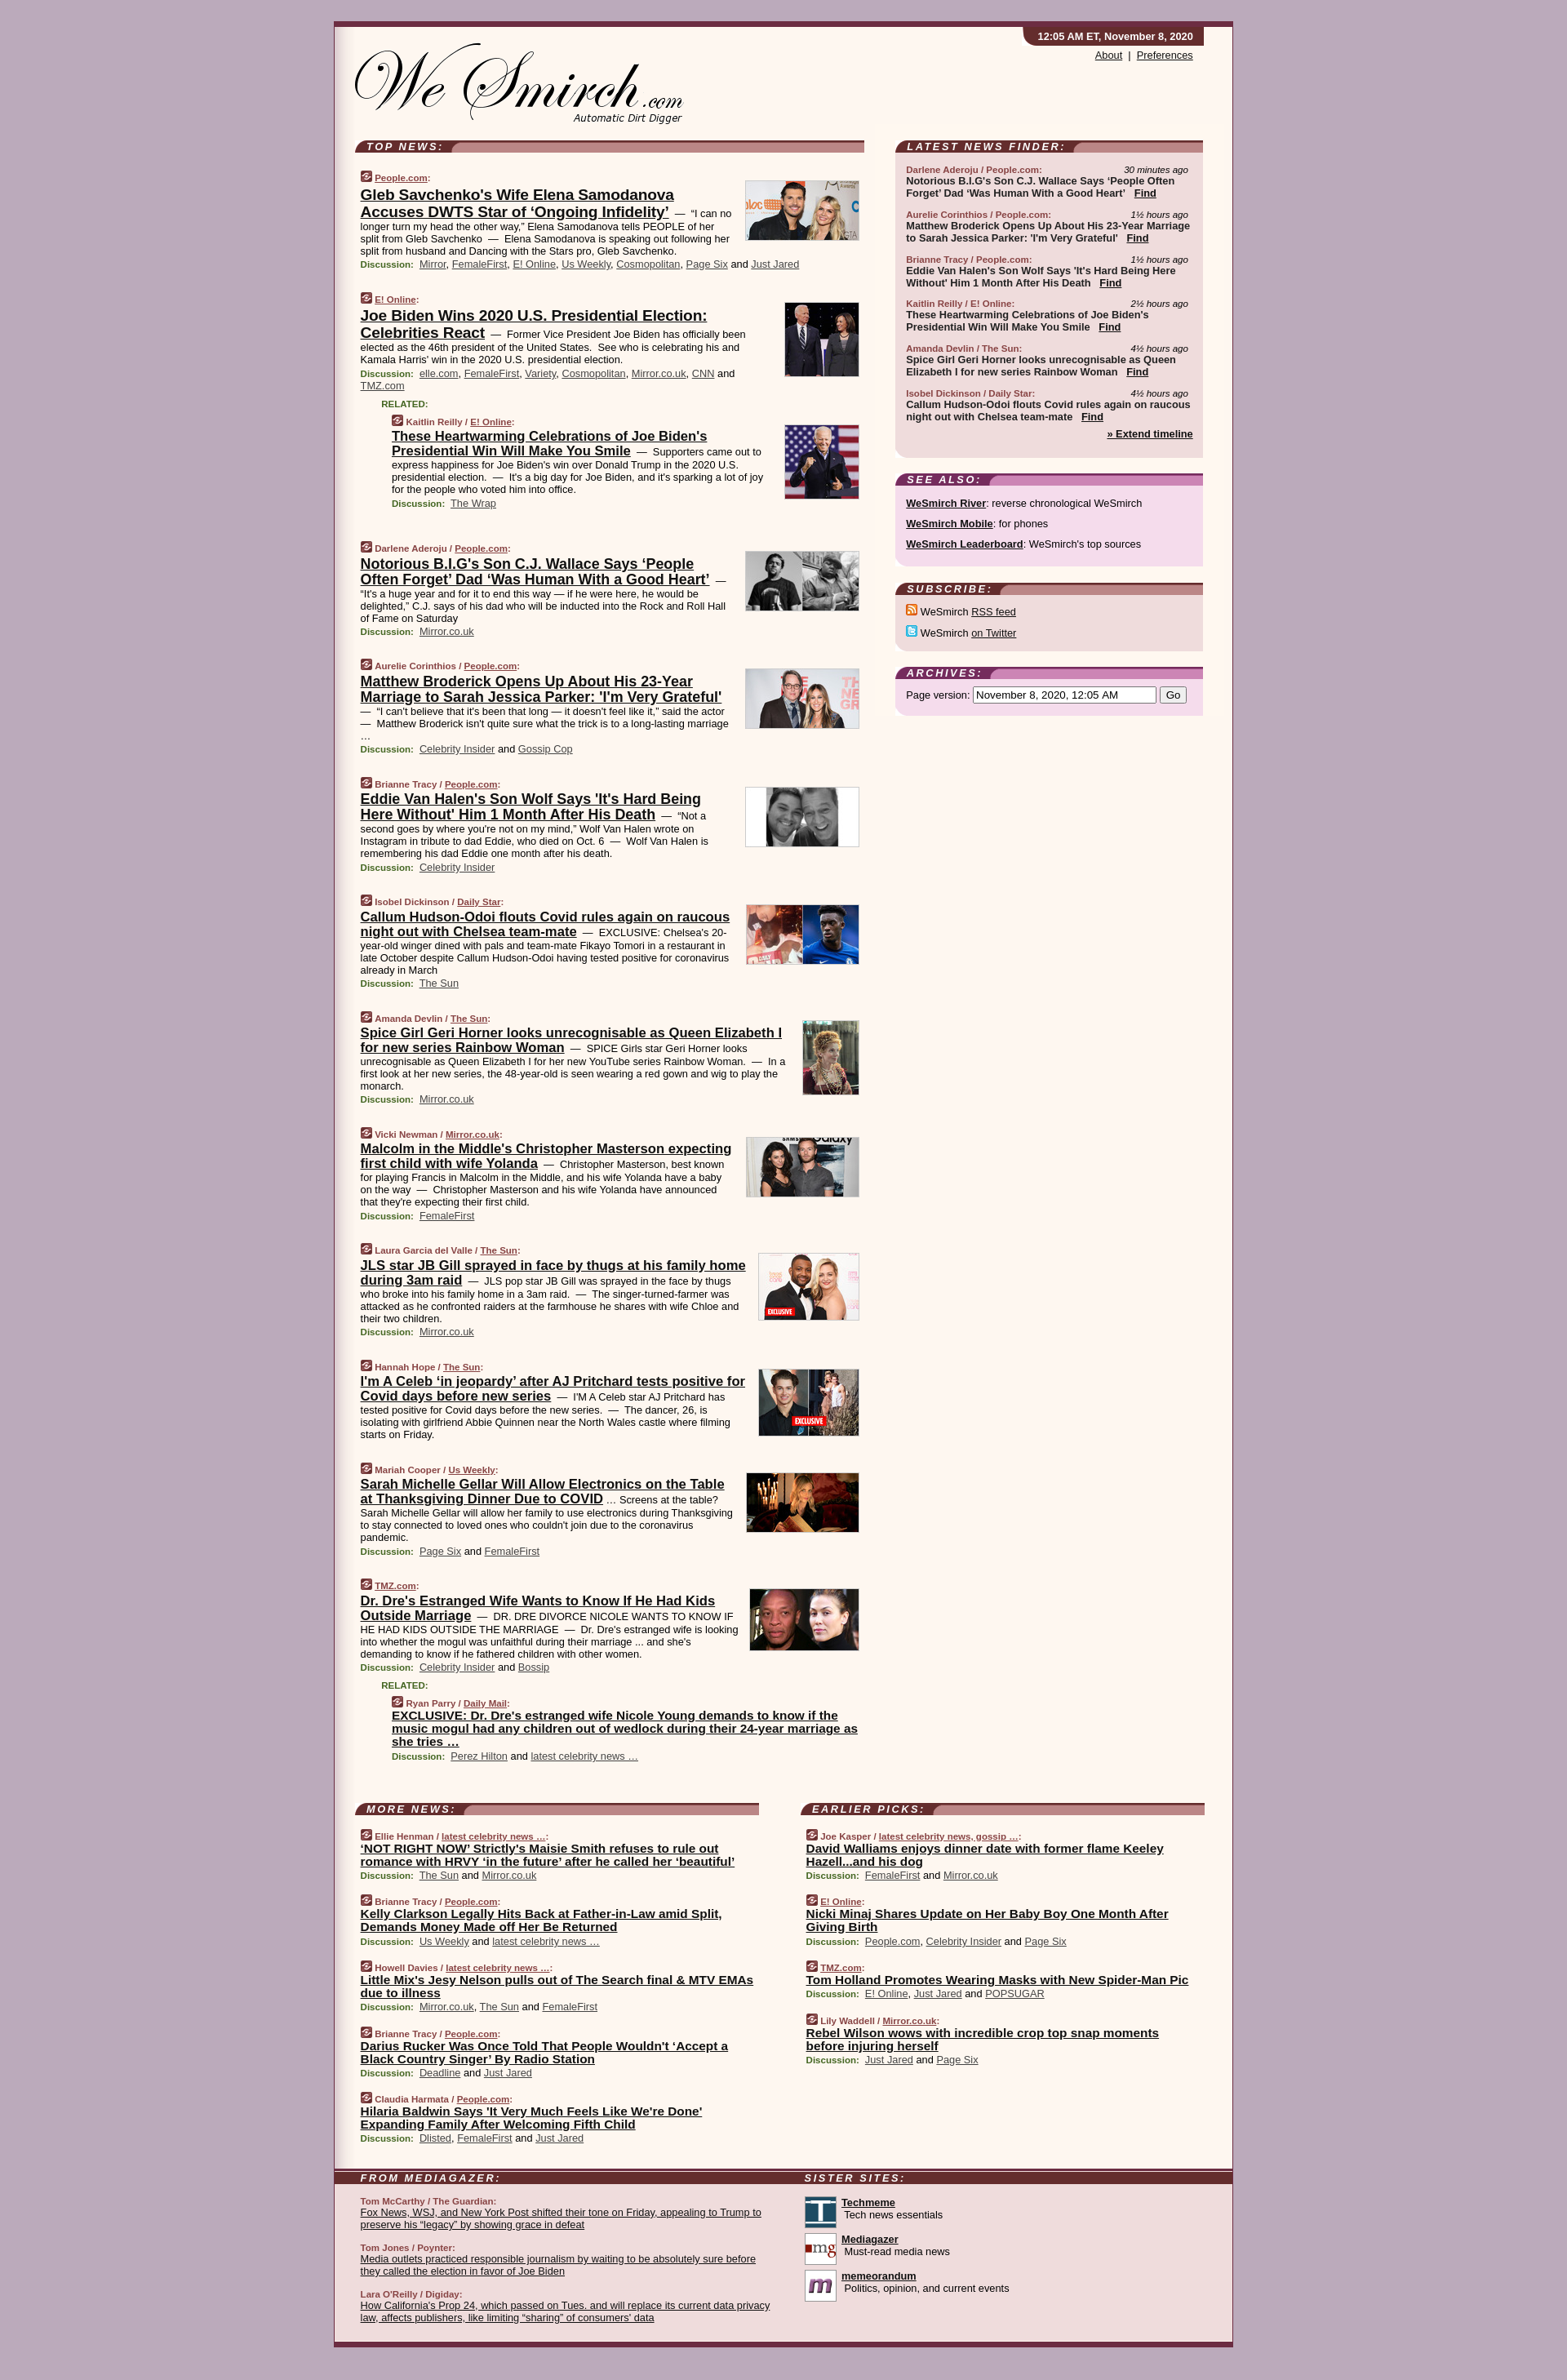 12:05 AM ET, November 8, 2020
About | Preferences
We Smirch.com
Automatic Dirt Digger
TOP NEWS:
People.com:
Gleb Savchenko's Wife Elena Samodanova
Accuses DWTS Star of ‘Ongoing Infidelity’ — “I can no
longer turn my head the other way,” Elena Samodanova tells PEOPLE of her
split from Gleb Savchenko — Elena Samodanova is speaking out following her
split from husband and Dancing with the Stars pro, Gleb Savchenko.
Discussion: Mirror, FemaleFirst, E! Online, Us Weekly, Cosmopolitan, Page Six and Just Jared
E! Online:
Joe Biden Wins 2020 U.S. Presidential Election:
Celebrities React — Former Vice President Joe Biden has officially been
elected as the 46th president of the United States. See who is celebrating his and
Kamala Harris' win in the 2020 U.S. presidential election.
Discussion: elle.com, FemaleFirst, Variety, Cosmopolitan, Mirror.co.uk, CNN and
TMZ.com
RELATED:
Kaitlin Reilly / E! Online:
These Heartwarming Celebrations of Joe Biden's
Presidential Win Will Make You Smile — Supporters came out to
express happiness for Joe Biden's win over Donald Trump in the 2020 U.S.
presidential election. — It's a big day for Joe Biden, and it's sparking a lot of joy
for the people who voted him into office.
Discussion: The Wrap
Darlene Aderoju / People.com:
Notorious B.I.G's Son C.J. Wallace Says ‘People
Often Forget’ Dad ‘Was Human With a Good Heart’ —
“It's a huge year and for it to end this way — if he were here, he would be
delighted,” C.J. says of his dad who will be inducted into the Rock and Roll Hall
of Fame on Saturday
Discussion: Mirror.co.uk
Aurelie Corinthios / People.com:
Matthew Broderick Opens Up About His 23-Year
Marriage to Sarah Jessica Parker: 'I'm Very Grateful'
— “I can't believe that it's been that long — it doesn't feel like it,” said the actor
— Matthew Broderick isn't quite sure what the trick is to a long-lasting marriage
…
Discussion: Celebrity Insider and Gossip Cop
Brianne Tracy / People.com:
Eddie Van Halen's Son Wolf Says 'It's Hard Being
Here Without' Him 1 Month After His Death — “Not a
second goes by where you're not on my mind,” Wolf Van Halen wrote on
Instagram in tribute to dad Eddie, who died on Oct. 6 — Wolf Van Halen is
remembering his dad Eddie one month after his death.
Discussion: Celebrity Insider
Isobel Dickinson / Daily Star:
Callum Hudson-Odoi flouts Covid rules again on raucous
night out with Chelsea team-mate — EXCLUSIVE: Chelsea's 20-
year-old winger dined with pals and team-mate Fikayo Tomori in a restaurant in
late October despite Callum Hudson-Odoi having tested positive for coronavirus
already in March
Discussion: The Sun
Amanda Devlin / The Sun:
Spice Girl Geri Horner looks unrecognisable as Queen Elizabeth I
for new series Rainbow Woman — SPICE Girls star Geri Horner looks
unrecognisable as Queen Elizabeth I for her new YouTube series Rainbow Woman. — In a
first look at her new series, the 48-year-old is seen wearing a red gown and wig to play the
monarch.
Discussion: Mirror.co.uk
Vicki Newman / Mirror.co.uk:
Malcolm in the Middle's Christopher Masterson expecting
first child with wife Yolanda — Christopher Masterson, best known
for playing Francis in Malcolm in the Middle, and his wife Yolanda have a baby
on the way — Christopher Masterson and his wife Yolanda have announced
that they're expecting their first child.
Discussion: FemaleFirst
Laura Garcia del Valle / The Sun:
JLS star JB Gill sprayed in face by thugs at his family home
during 3am raid — JLS pop star JB Gill was sprayed in the face by thugs
who broke into his family home in a 3am raid. — The singer-turned-farmer was
attacked as he confronted raiders at the farmhouse he shares with wife Chloe and
their two children.
EXCLUSIVE
Discussion: Mirror.co.uk
Hannah Hope / The Sun:
I'm A Celeb ‘in jeopardy’ after AJ Pritchard tests positive for
Covid days before new series — I'M A Celeb star AJ Pritchard has
tested positive for Covid days before the new series. — The dancer, 26, is
isolating with girlfriend Abbie Quinnen near the North Wales castle where filming
starts on Friday.
EXCLUSIVE
Mariah Cooper / Us Weekly:
Sarah Michelle Gellar Will Allow Electronics on the Table
at Thanksgiving Dinner Due to COVID … Screens at the table?
Sarah Michelle Gellar will allow her family to use electronics during Thanksgiving
to stay connected to loved ones who couldn't join due to the coronavirus
pandemic.
Discussion: Page Six and FemaleFirst
TMZ.com:
Dr. Dre's Estranged Wife Wants to Know If He Had Kids
Outside Marriage — DR. DRE DIVORCE NICOLE WANTS TO KNOW IF
HE HAD KIDS OUTSIDE THE MARRIAGE — Dr. Dre's estranged wife is looking
into whether the mogul was unfaithful during their marriage ... and she's
demanding to know if he fathered children with other women.
Discussion: Celebrity Insider and Bossip
RELATED:
Ryan Parry / Daily Mail:
EXCLUSIVE: Dr. Dre's estranged wife Nicole Young demands to know if the
music mogul had any children out of wedlock during their 24-year marriage as
she tries …
Discussion: Perez Hilton and latest celebrity news …
LATEST NEWS FINDER:
Darlene Aderoju / People.com: 30 minutes ago
Notorious B.I.G's Son C.J. Wallace Says ‘People Often
Forget’ Dad ‘Was Human With a Good Heart’ Find
Aurelie Corinthios / People.com: 1½ hours ago
Matthew Broderick Opens Up About His 23-Year Marriage
to Sarah Jessica Parker: 'I'm Very Grateful' Find
Brianne Tracy / People.com: 1½ hours ago
Eddie Van Halen's Son Wolf Says 'It's Hard Being Here
Without' Him 1 Month After His Death Find
Kaitlin Reilly / E! Online: 2½ hours ago
These Heartwarming Celebrations of Joe Biden's
Presidential Win Will Make You Smile Find
Amanda Devlin / The Sun: 4½ hours ago
Spice Girl Geri Horner looks unrecognisable as Queen
Elizabeth I for new series Rainbow Woman Find
Isobel Dickinson / Daily Star: 4½ hours ago
Callum Hudson-Odoi flouts Covid rules again on raucous
night out with Chelsea team-mate Find
» Extend timeline
SEE ALSO:
WeSmirch River: reverse chronological WeSmirch
WeSmirch Mobile: for phones
WeSmirch Leaderboard: WeSmirch's top sources
SUBSCRIBE:
WeSmirch RSS feed
WeSmirch on Twitter
ARCHIVES:
Page version: November 8, 2020, 12:05 AM Go
MORE NEWS:
Ellie Henman / latest celebrity news …:
‘NOT RIGHT NOW’ Strictly's Maisie Smith refuses to rule out
romance with HRVY ‘in the future’ after he called her ‘beautiful’
Discussion: The Sun and Mirror.co.uk
Brianne Tracy / People.com:
Kelly Clarkson Legally Hits Back at Father-in-Law amid Split,
Demands Money Made off Her Be Returned
Discussion: Us Weekly and latest celebrity news …
Howell Davies / latest celebrity news …:
Little Mix's Jesy Nelson pulls out of The Search final & MTV EMAs
due to illness
Discussion: Mirror.co.uk, The Sun and FemaleFirst
Brianne Tracy / People.com:
Darius Rucker Was Once Told That People Wouldn't ‘Accept a
Black Country Singer’ By Radio Station
Discussion: Deadline and Just Jared
Claudia Harmata / People.com:
Hilaria Baldwin Says 'It Very Much Feels Like We're Done'
Expanding Family After Welcoming Fifth Child
Discussion: Dlisted, FemaleFirst and Just Jared
EARLIER PICKS:
Joe Kasper / latest celebrity news, gossip …:
David Walliams enjoys dinner date with former flame Keeley
Hazell...and his dog
Discussion: FemaleFirst and Mirror.co.uk
E! Online:
Nicki Minaj Shares Update on Her Baby Boy One Month After
Giving Birth
Discussion: People.com, Celebrity Insider and Page Six
TMZ.com:
Tom Holland Promotes Wearing Masks with New Spider-Man Pic
Discussion: E! Online, Just Jared and POPSUGAR
Lily Waddell / Mirror.co.uk:
Rebel Wilson wows with incredible crop top snap moments
before injuring herself
Discussion: Just Jared and Page Six
FROM MEDIAGAZER:
Tom McCarthy / The Guardian:
Fox News, WSJ, and New York Post shifted their tone on Friday, appealing to Trump to
preserve his “legacy” by showing grace in defeat
Tom Jones / Poynter:
Media outlets practiced responsible journalism by waiting to be absolutely sure before
they called the election in favor of Joe Biden
Lara O'Reilly / Digiday:
How California's Prop 24, which passed on Tues. and will replace its current data privacy
law, affects publishers, like limiting “sharing” of consumers' data
SISTER SITES:
T
Techmeme
Tech news essentials
mg
Mediagazer
Must-read media news
m
memeorandum
Politics, opinion, and current events